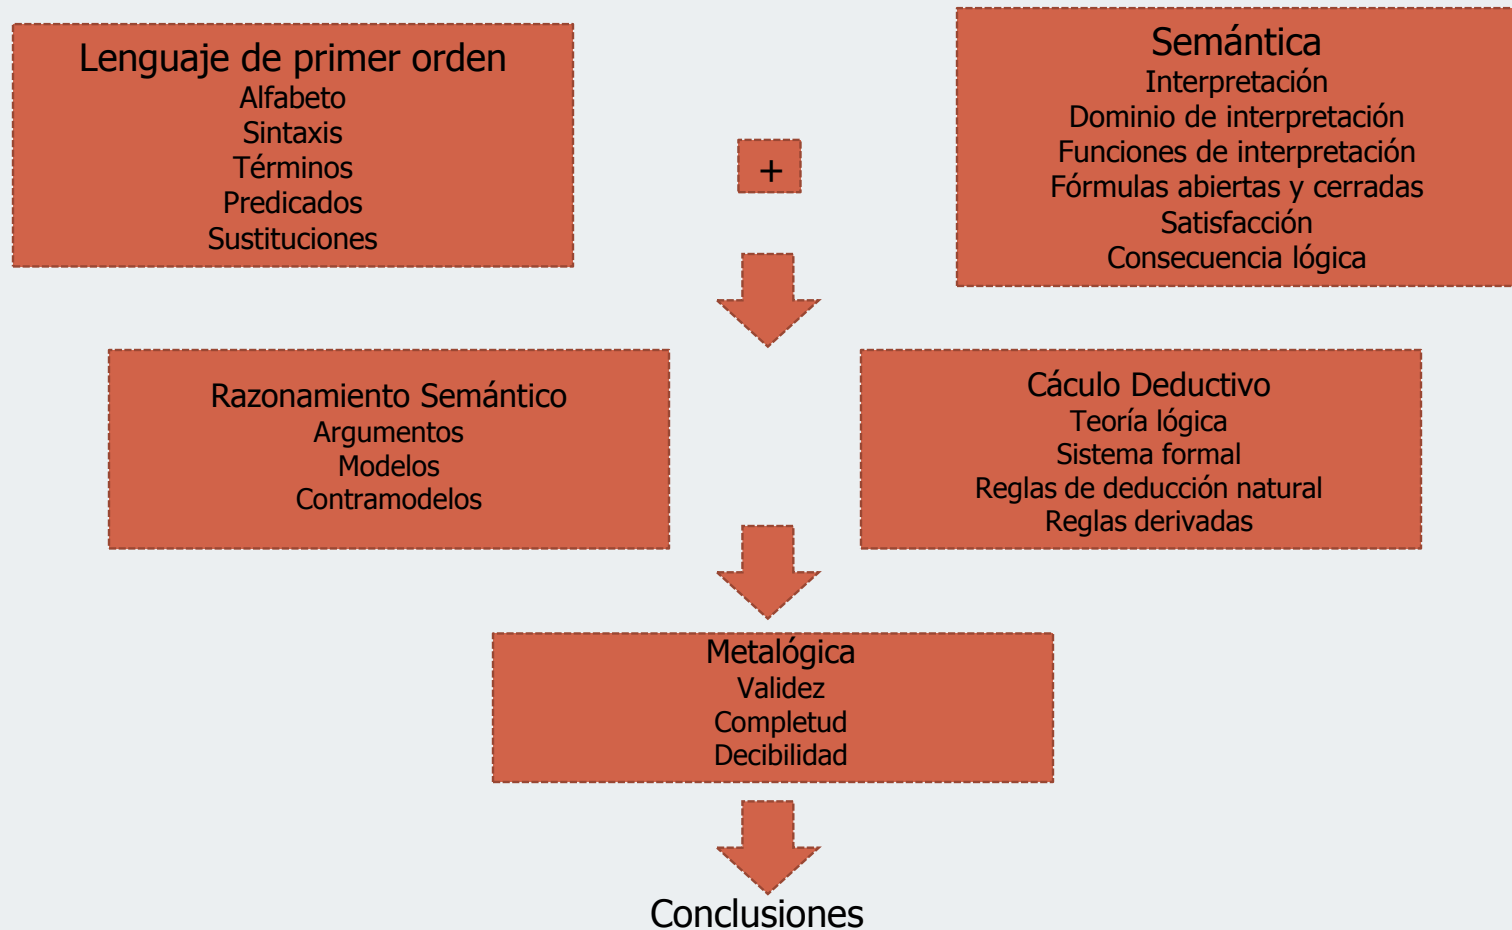 Lenguaje de primer orden
Alfabeto
Sintaxis
Términos
Predicados
Sustituciones
+
Semántica
Interpretación
Dominio de interpretación
Funciones de interpretación
Fórmulas abiertas y cerradas
Satisfacción
Consecuencia lógica
Razonamiento Semántico
Argumentos
Modelos
Contramodelos
Cáculo Deductivo
Teoría lógica
Sistema formal
Reglas de deducción natural
Reglas derivadas
Metalógica
Validez
Completud
Decibilidad
Conclusiones